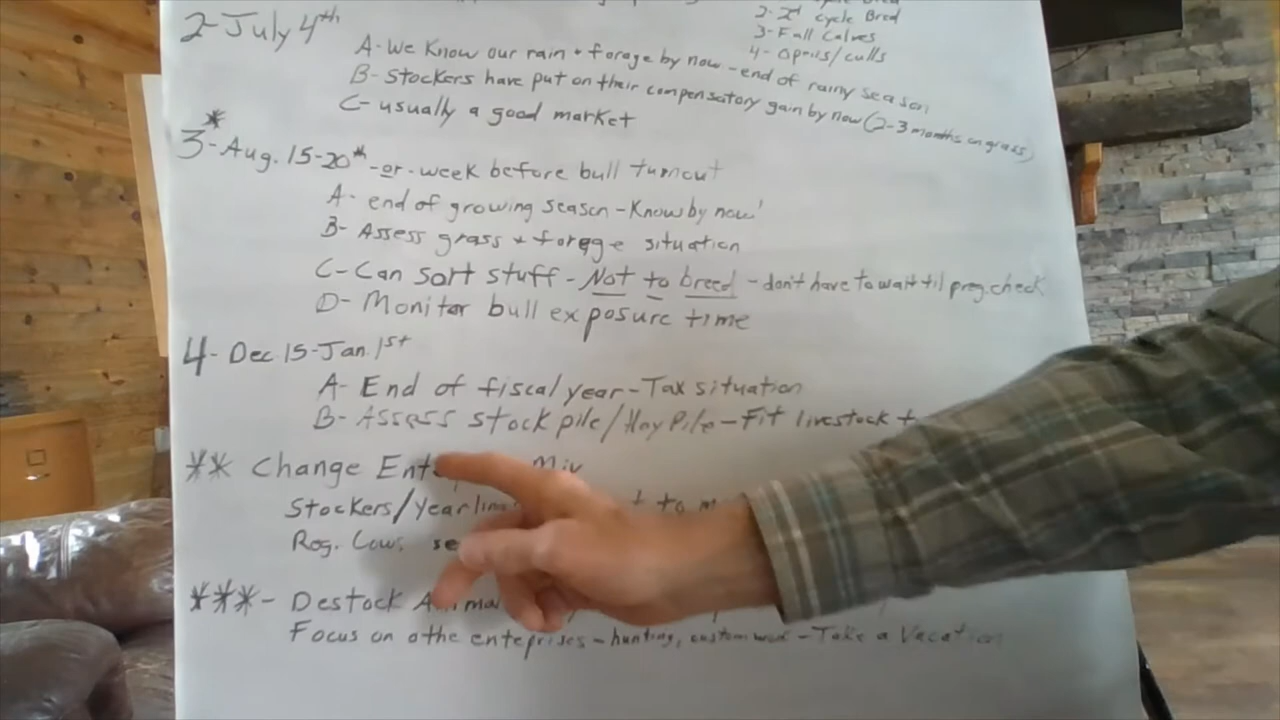 2-July 4th
2-2nd Cycle Bred
3-Fall Calves
4-Opens/culls
A-We Know our rain + forage by now-end of rainy season
B-Stockers have put on their compensatory gain by now (2-3 months on grass)
C-usually a good market
3*-Aug. 15-20th-or-week before bull turnout
A-end of growing season-Know by now!
B-Assess grass + forage situation
C-Can sort stuff-Not to breed-don't have to wait til preg.check
D-Monitor bull exposure time
4-Dec 15-Jan. 1st
A-End of fiscal year-Tax situation
B-Assess stock pile/Hay Pile-Fit livestock
** Change Mix
Stockers/Yearlin to
Reg. Cows
***-Destock
Focus on othe enteprises-hunting, custom work-Take a Vacation